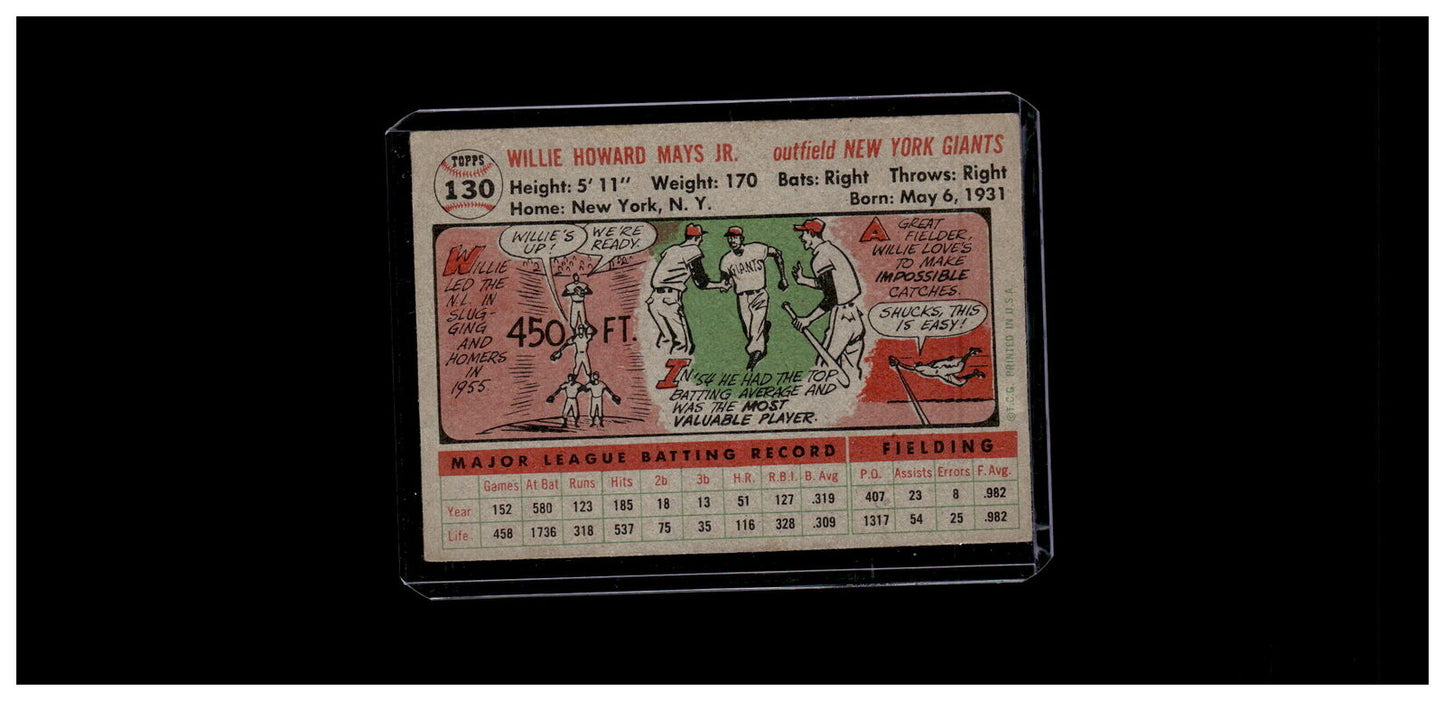 TOPPS
130
WILLIE HOWARD MAYS JR. outfield NEW YORK GIANTS
Height: 5' 11" Weight: 170 Bats: Right Throws: Right
Home: New York, N. Y. Born: May 6, 1931
WILLIE
LED THE
N.L. IN
SLUG-
GING
AND
HOMERS
IN
1955
WILLIE'S
UP!
WE'RE
READY.
450 FT.
GIANTS
IN '54 HE HAD THE TOP
BATTING AVERAGE AND
WAS THE MOST
VALUABLE PLAYER.
A GREAT
FIELDER,
WILLIE LOVES
TO MAKE
IMPOSSIBLE
CATCHES.
SHUCKS, THIS
IS EASY!
© T.C.G. PRINTED IN U.S.A.
MAJOR LEAGUE BATTING RECORD FIELDING
Games At Bat Runs Hits 2b 3b H.R. R.B.I. B. Avg P.O. Assists Errors F. Avg.
Year 152 580 123 185 18 13 51 127 .319 407 23 8 .982
Life 458 1736 318 537 75 35 116 328 .309 1317 54 25 .982